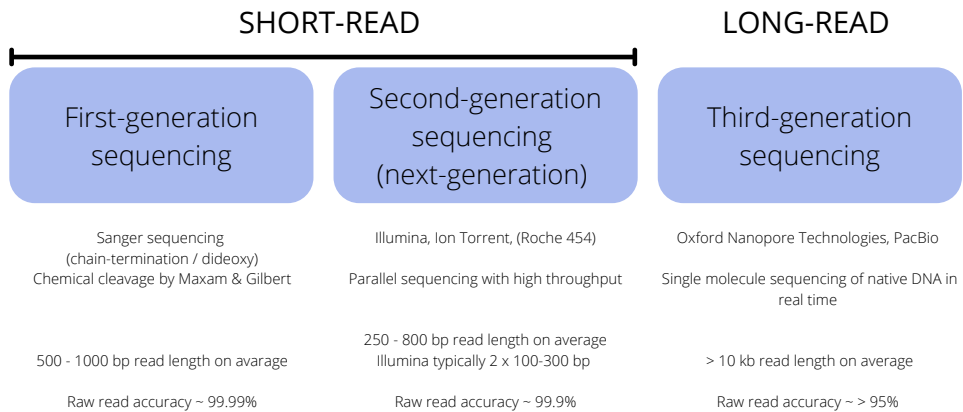 SHORT-READ
LONG-READ
First-generation
sequencing
Second-generation
sequencing
(next-generation)
Third-generation
sequencing
Sanger sequencing
(chain-termination / dideoxy)
Chemical cleavage by Maxam & Gilbert
500 - 1000 bp read length on avarage
Raw read accuracy ~ 99.99%
Illumina, Ion Torrent, (Roche 454)
Parallel sequencing with high throughput
250 - 800 bp read length on average
Illumina typically 2 x 100-300 bp
Raw read accuracy ~ 99.9%
Oxford Nanopore Technologies, PacBio
Single molecule sequencing of native DNA in
real time
> 10 kb read length on average
Raw read accuracy ~ > 95%